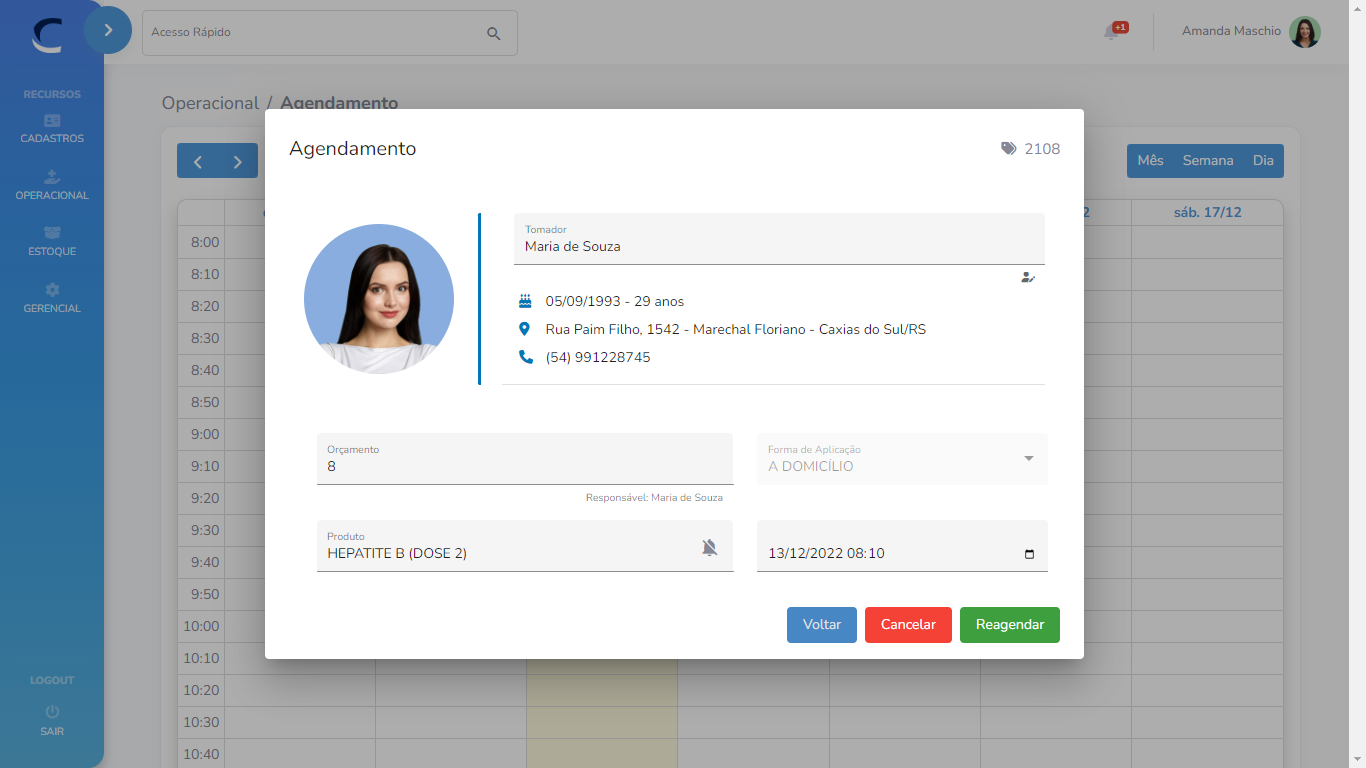 Acesso Rápido
+1
Amanda Maschio
RECURSOS
CADASTROS
OPERACIONAL
ESTOQUE
GERENCIAL
LOGOUT
SAIR
Operacional / Agendamento
Mês Semana Dia
2 sáb. 17/12
8:00
8:10
8:20
8:30
8:40
8:50
9:00
9:10
9:20
9:30
9:40
9:50
10:00
10:10
10:20
10:30
10:40
Agendamento
2108
Tomador
Maria de Souza
05/09/1993 - 29 anos
Rua Paim Filho, 1542 - Marechal Floriano - Caxias do Sul/RS
(54) 991228745
Orçamento
8
Responsável: Maria de Souza
Forma de Aplicação
A DOMICÍLIO
Produto
HEPATITE B (DOSE 2)
13/12/2022 08:10
Voltar
Cancelar
Reagendar